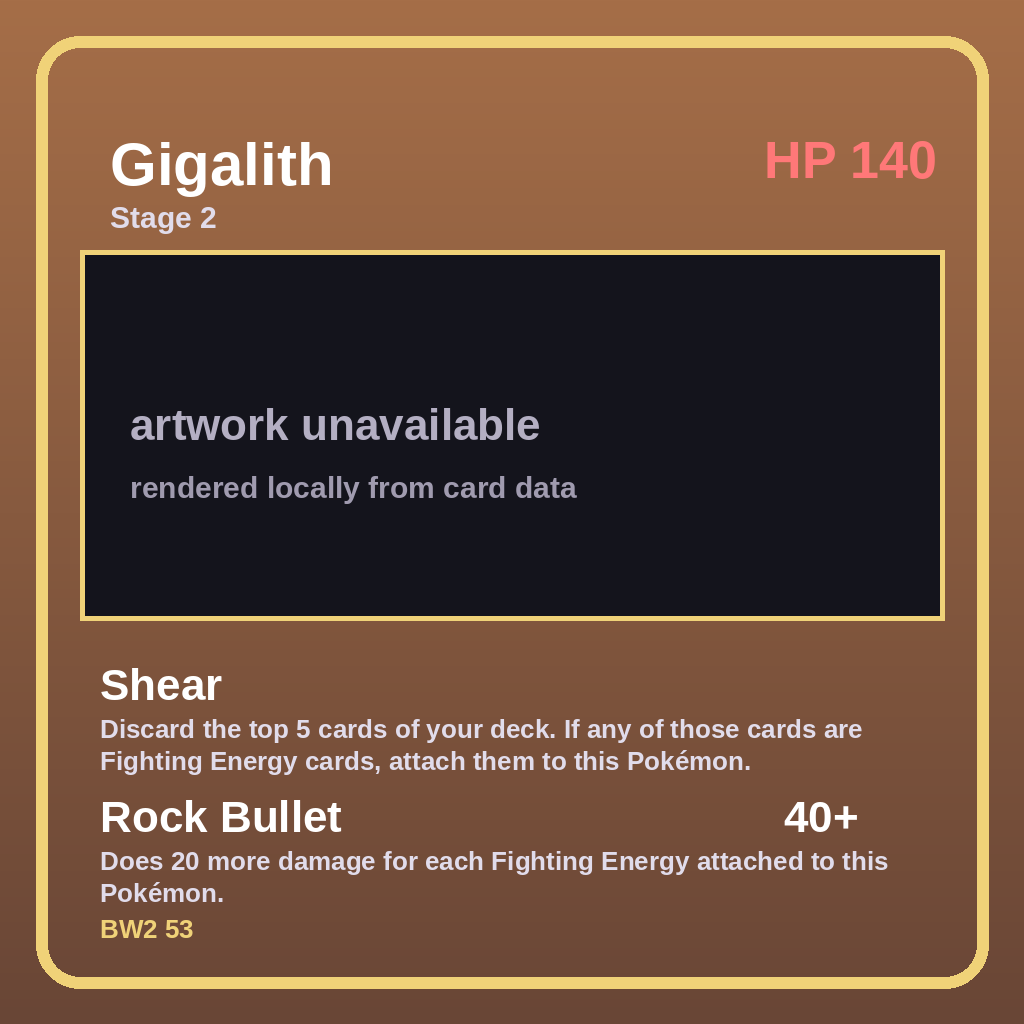 Gigalith
HP 140
Stage 2
artwork unavailable
rendered locally from card data
Shear
Discard the top 5 cards of your deck. If any of those cards are
Fighting Energy cards, attach them to this Pokémon.
Rock Bullet
40+
Does 20 more damage for each Fighting Energy attached to this
Pokémon.
BW2 53